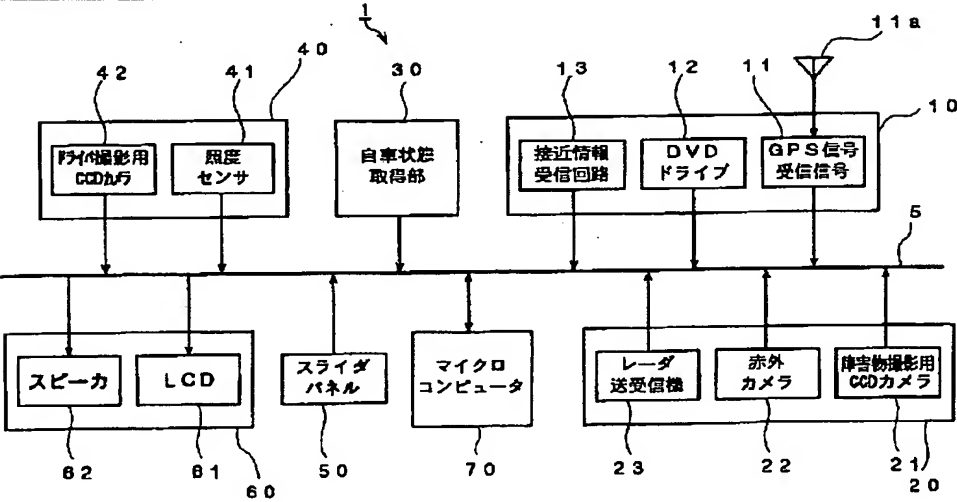 1
11a
42
41
40
30
13
12
11
10
ドライバ撮影用
CCDカメラ
照度
センサ
自車状態
取得部
接近情報
受信回路
DVD
ドライブ
GPS信号
受信信号
5
スピーカ
LCD
スライダ
パネル
マイクロ
コンピュータ
レーダ
送受信機
赤外
カメラ
障害物撮影用
CCDカメラ
62
61
60
50
70
23
22
21
20